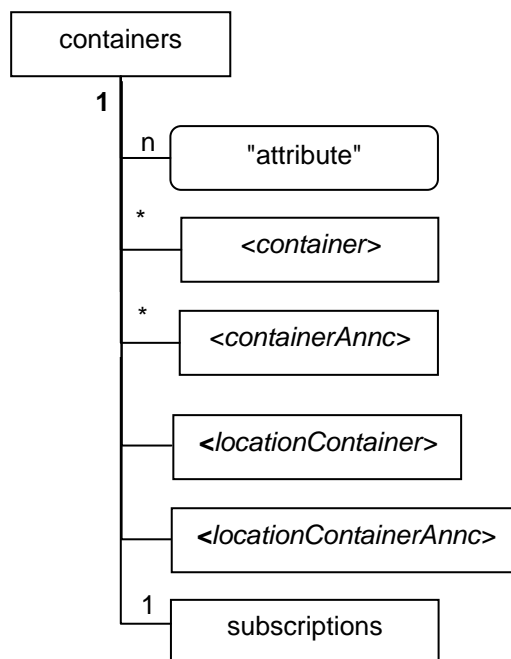 containers
1
n
"attribute"
*
<container>
*
<containerAnnc>
<locationContainer>
<locationContainerAnnc>
1
subscriptions